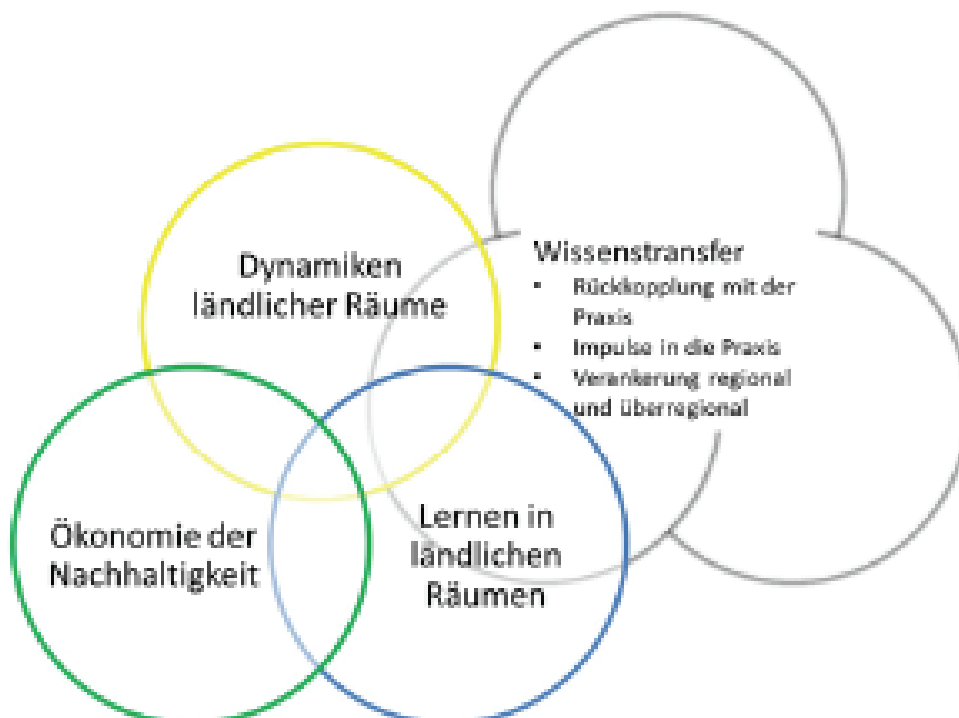 Dynamiken
ländlicher Räume
Wissenstransfer
• Rückkopplung mit der
Praxis
• Impulse in die Praxis
• Verankerung regional
und überregional
Ökonomie der
Nachhaltigkeit
Lernen in
ländlichen
Räumen